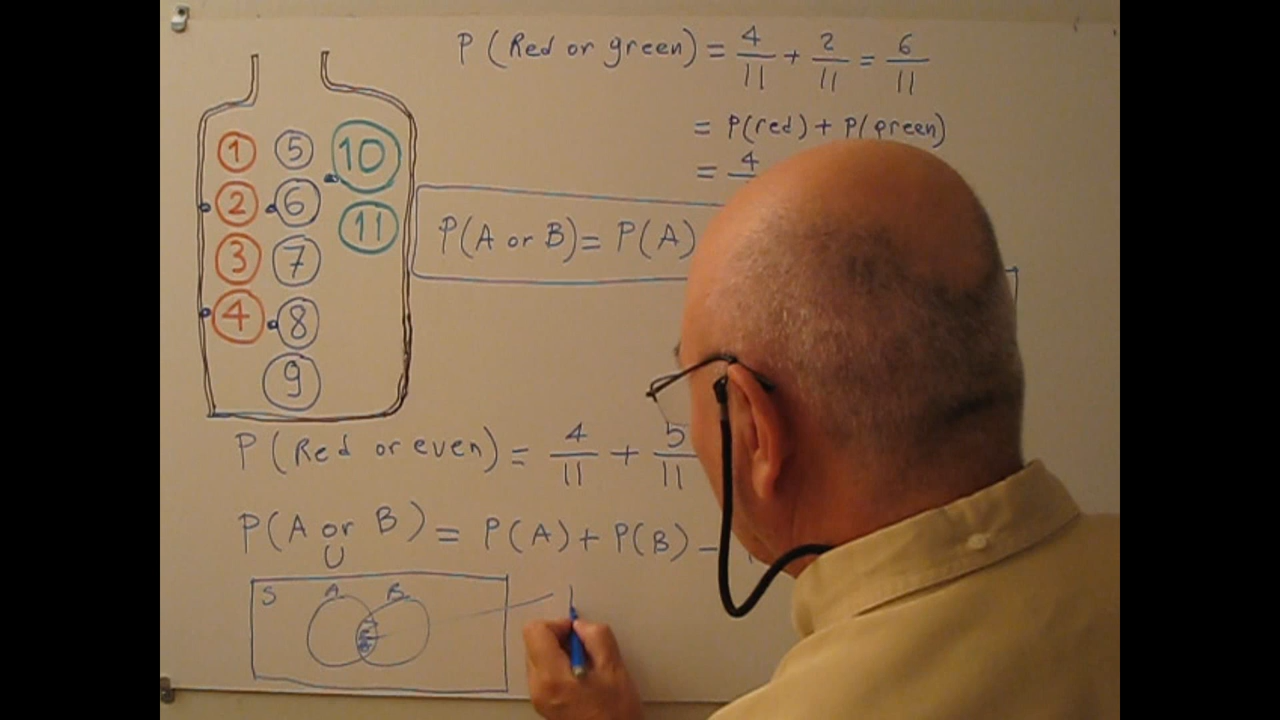 P (Red or green) = 4/11 + 2/11 = 6/11
= P(red) + P(green)
= 4
1 5 10
2 6 11
3 7
4 8
9
P(A or B) = P(A)
P (Red or even) = 4/11 + 5/11
P(A or B) = P(A) + P(B) -
U
S A B